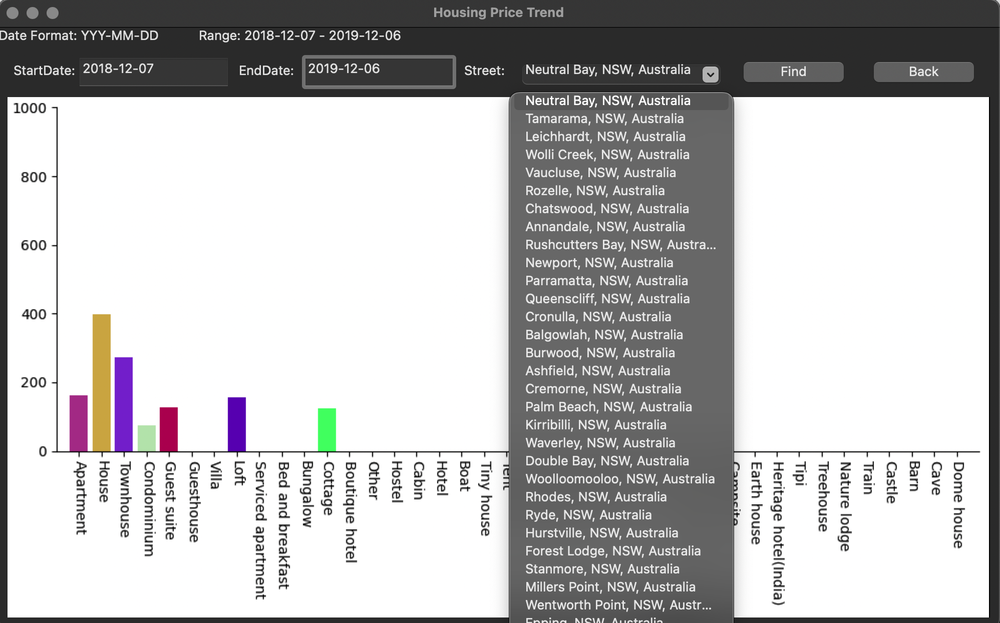 Housing Price Trend
Date Format: YYY-MM-DD Range: 2018-12-07 - 2019-12-06
StartDate: 2018-12-07 EndDate: 2019-12-06 Street: Neutral Bay, NSW, Australia Find Back
Neutral Bay, NSW, Australia
Tamarama, NSW, Australia
Leichhardt, NSW, Australia
Wolli Creek, NSW, Australia
Vaucluse, NSW, Australia
Rozelle, NSW, Australia
Chatswood, NSW, Australia
Annandale, NSW, Australia
Rushcutters Bay, NSW, Austra...
Newport, NSW, Australia
Parramatta, NSW, Australia
Queenscliff, NSW, Australia
Cronulla, NSW, Australia
Balgowlah, NSW, Australia
Burwood, NSW, Australia
Ashfield, NSW, Australia
Cremorne, NSW, Australia
Palm Beach, NSW, Australia
Kirribilli, NSW, Australia
Waverley, NSW, Australia
Double Bay, NSW, Australia
Woolloomooloo, NSW, Australia
Rhodes, NSW, Australia
Ryde, NSW, Australia
Hurstville, NSW, Australia
Forest Lodge, NSW, Australia
Stanmore, NSW, Australia
Millers Point, NSW, Australia
Wentworth Point, NSW, Austr...
Epping, NSW, Australia
1000
800
600
400
200
0
Apartment
House
Townhouse
Condominium
Guest suite
Guesthouse
Villa
Loft
Serviced apartment
Bed and breakfast
Bungalow
Cottage
Boutique hotel
Other
Hostel
Cabin
Hotel
Boat
Tiny house
Tent
Campsite
Earth house
Heritage hotel(India)
Tipi
Treehouse
Nature lodge
Train
Castle
Barn
Cave
Dome house